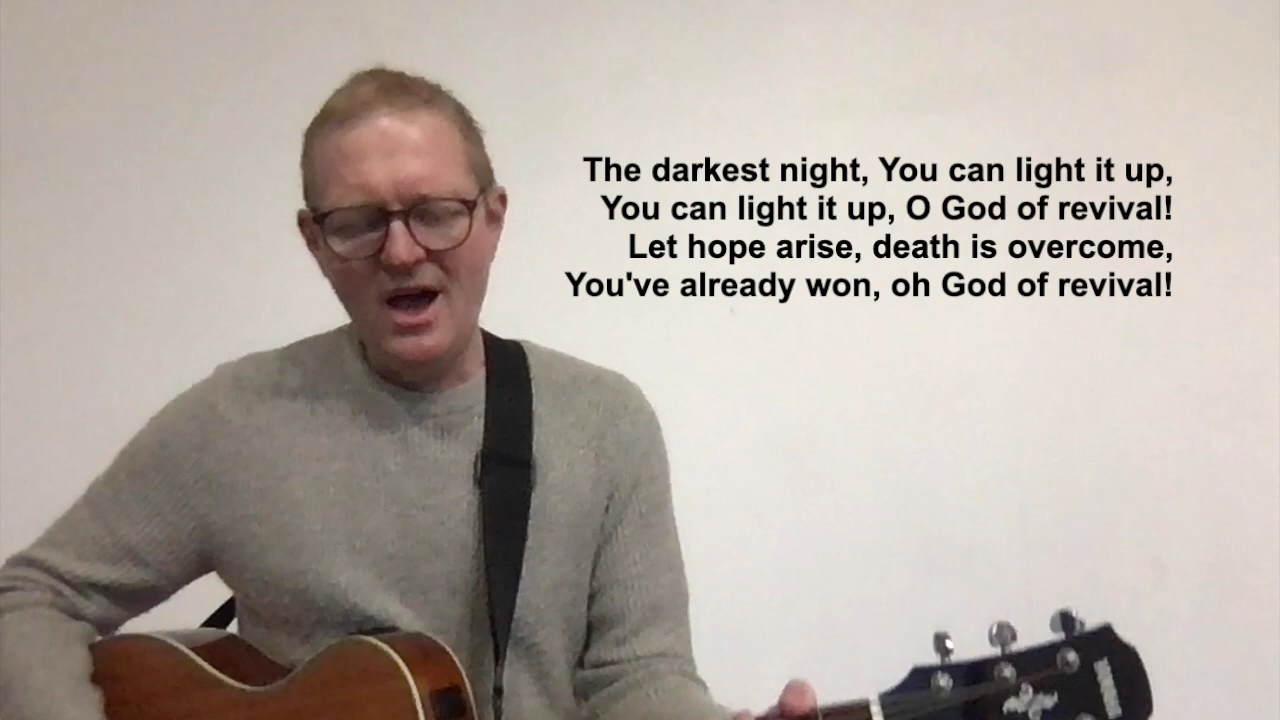 The darkest night, You can light it up,
You can light it up, O God of revival!
Let hope arise, death is overcome,
You've already won, oh God of revival!